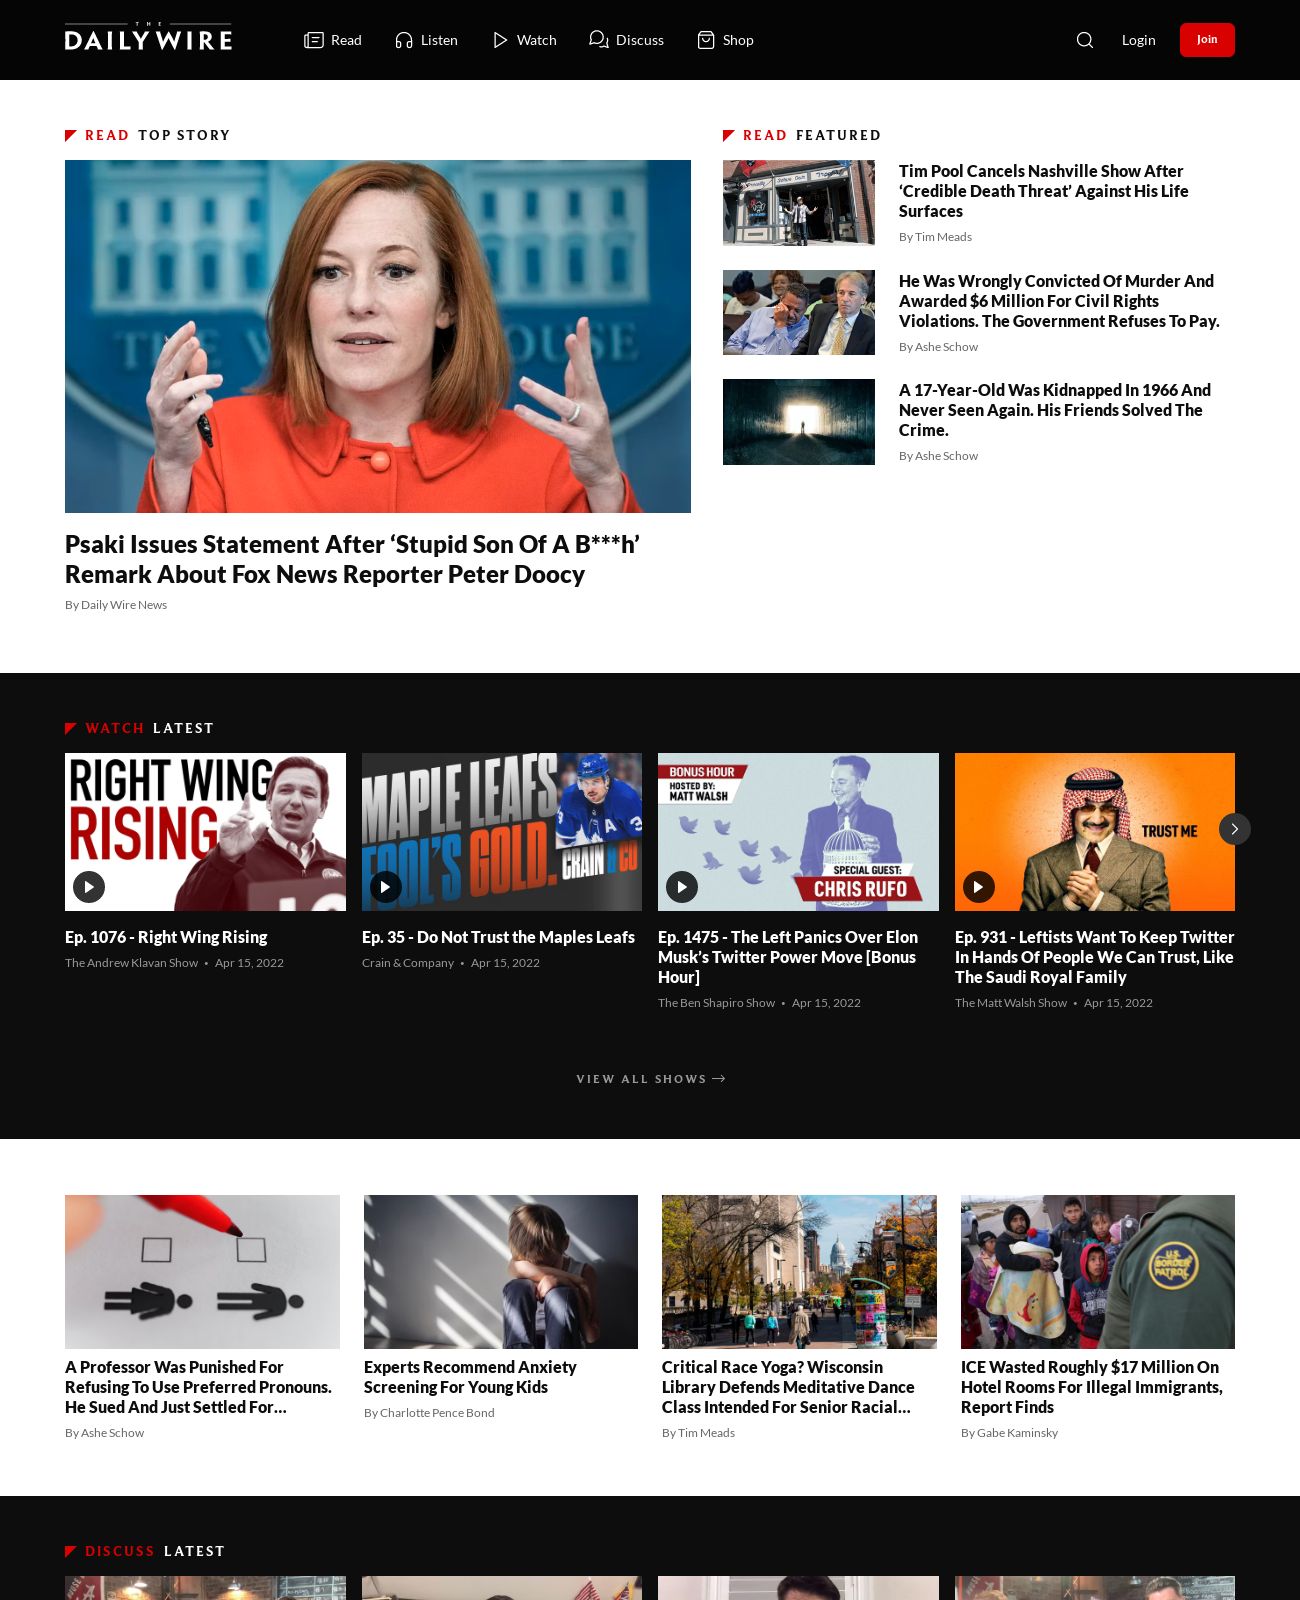 THE
DAILYWIRE
Read
Listen
Watch
Discuss
Shop
Login
Join
READ TOP STORY
THE W
OUSE
Psaki Issues Statement After ‘Stupid Son Of A B***h’
Remark About Fox News Reporter Peter Doocy
By Daily Wire News
READ FEATURED
Tim Pool Cancels Nashville Show After
‘Credible Death Threat’ Against His Life
Surfaces
By Tim Meads
He Was Wrongly Convicted Of Murder And
Awarded $6 Million For Civil Rights
Violations. The Government Refuses To Pay.
By Ashe Schow
A 17-Year-Old Was Kidnapped In 1966 And
Never Seen Again. His Friends Solved The
Crime.
By Ashe Schow
WATCH LATEST
RIGHT WING
RISING
Ep. 1076 - Right Wing Rising
The Andrew Klavan Show • Apr 15, 2022
MAPLE LEAFS
FOOL'S GOLD.
CRAIN & CO
A
Ep. 35 - Do Not Trust the Maples Leafs
Crain & Company • Apr 15, 2022
BONUS HOUR
HOSTED BY:
MATT WALSH
SPECIAL GUEST:
CHRIS RUFO
Ep. 1475 - The Left Panics Over Elon
Musk’s Twitter Power Move [Bonus
Hour]
The Ben Shapiro Show • Apr 15, 2022
TRUST ME
Ep. 931 - Leftists Want To Keep Twitter
In Hands Of People We Can Trust, Like
The Saudi Royal Family
The Matt Walsh Show • Apr 15, 2022
VIEW ALL SHOWS
A Professor Was Punished For
Refusing To Use Preferred Pronouns.
He Sued And Just Settled For...
By Ashe Schow
Experts Recommend Anxiety
Screening For Young Kids
By Charlotte Pence Bond
Critical Race Yoga? Wisconsin
Library Defends Meditative Dance
Class Intended For Senior Racial...
By Tim Meads
U.S.
BORDER
PATROL
ICE Wasted Roughly $17 Million On
Hotel Rooms For Illegal Immigrants,
Report Finds
By Gabe Kaminsky
DISCUSS LATEST